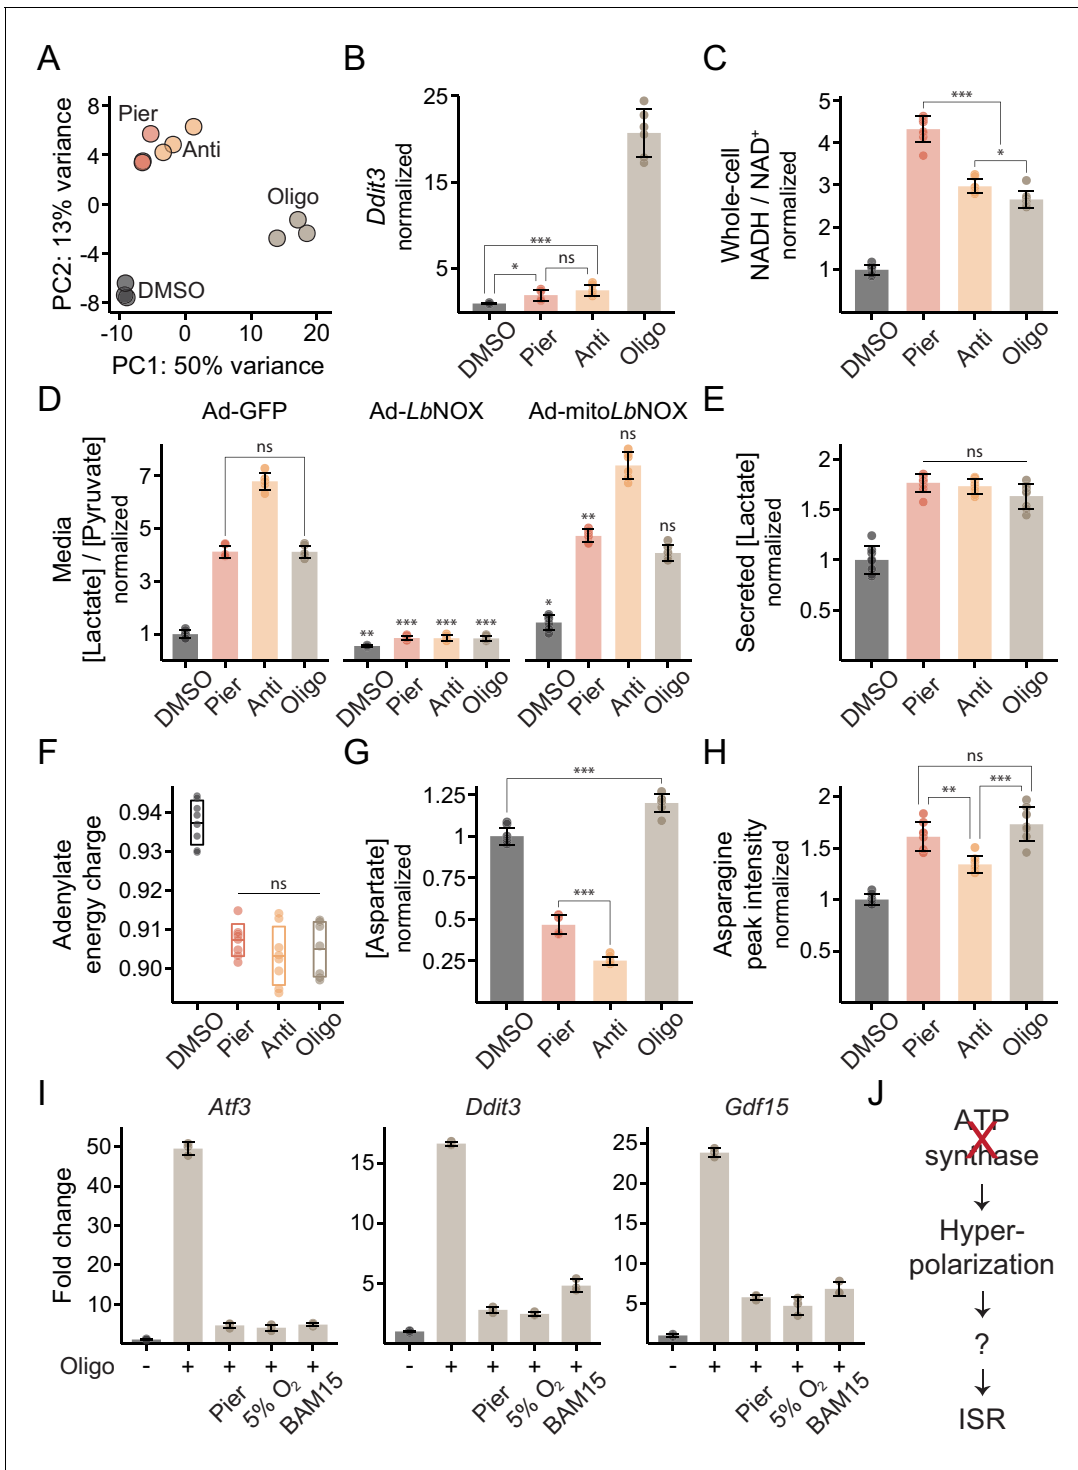 A
PC2: 13% variance
8
4
0
-4
-8
Pier
Anti
Oligo
DMSO
-10
0
10
20
PC1: 50% variance
B
Ddit3
normalized
25
15
5
***
*
ns
DMSO
Pier
Anti
Oligo
C
Whole-cell
NADH / NAD+
normalized
5
4
3
2
1
***
*
DMSO
Pier
Anti
Oligo
D
Ad-GFP
Ad-LbNOX
Ad-mitoLbNOX
Media
[Lactate] / [Pyruvate]
normalized
7
5
3
1
ns
** *** *** ***
* ** ns ns
DMSO
Pier
Anti
Oligo
DMSO
Pier
Anti
Oligo
DMSO
Pier
Anti
Oligo
E
Secreted [Lactate]
normalized
2
1.5
1
0.5
ns
DMSO
Pier
Anti
Oligo
F
Adenylate
energy charge
0.94
0.93
0.92
0.91
0.90
ns
DMSO
Pier
Anti
Oligo
G
[Aspartate]
normalized
1.25
1
0.75
0.5
0.25
***
***
DMSO
Pier
Anti
Oligo
H
Asparagine
peak intensity
normalized
2
1.5
1
0.5
ns
** ***
DMSO
Pier
Anti
Oligo
I
Fold change
Atf3
50
40
30
20
10
Ddit3
15
10
5
Gdf15
25
20
15
10
5
Oligo - + + + + - + + + + - + + + +
Pier
5% O2
BAM15
Pier
5% O2
BAM15
Pier
5% O2
BAM15
J
ATP
synthase
↓
Hyper-
polarization
↓
?
↓
ISR